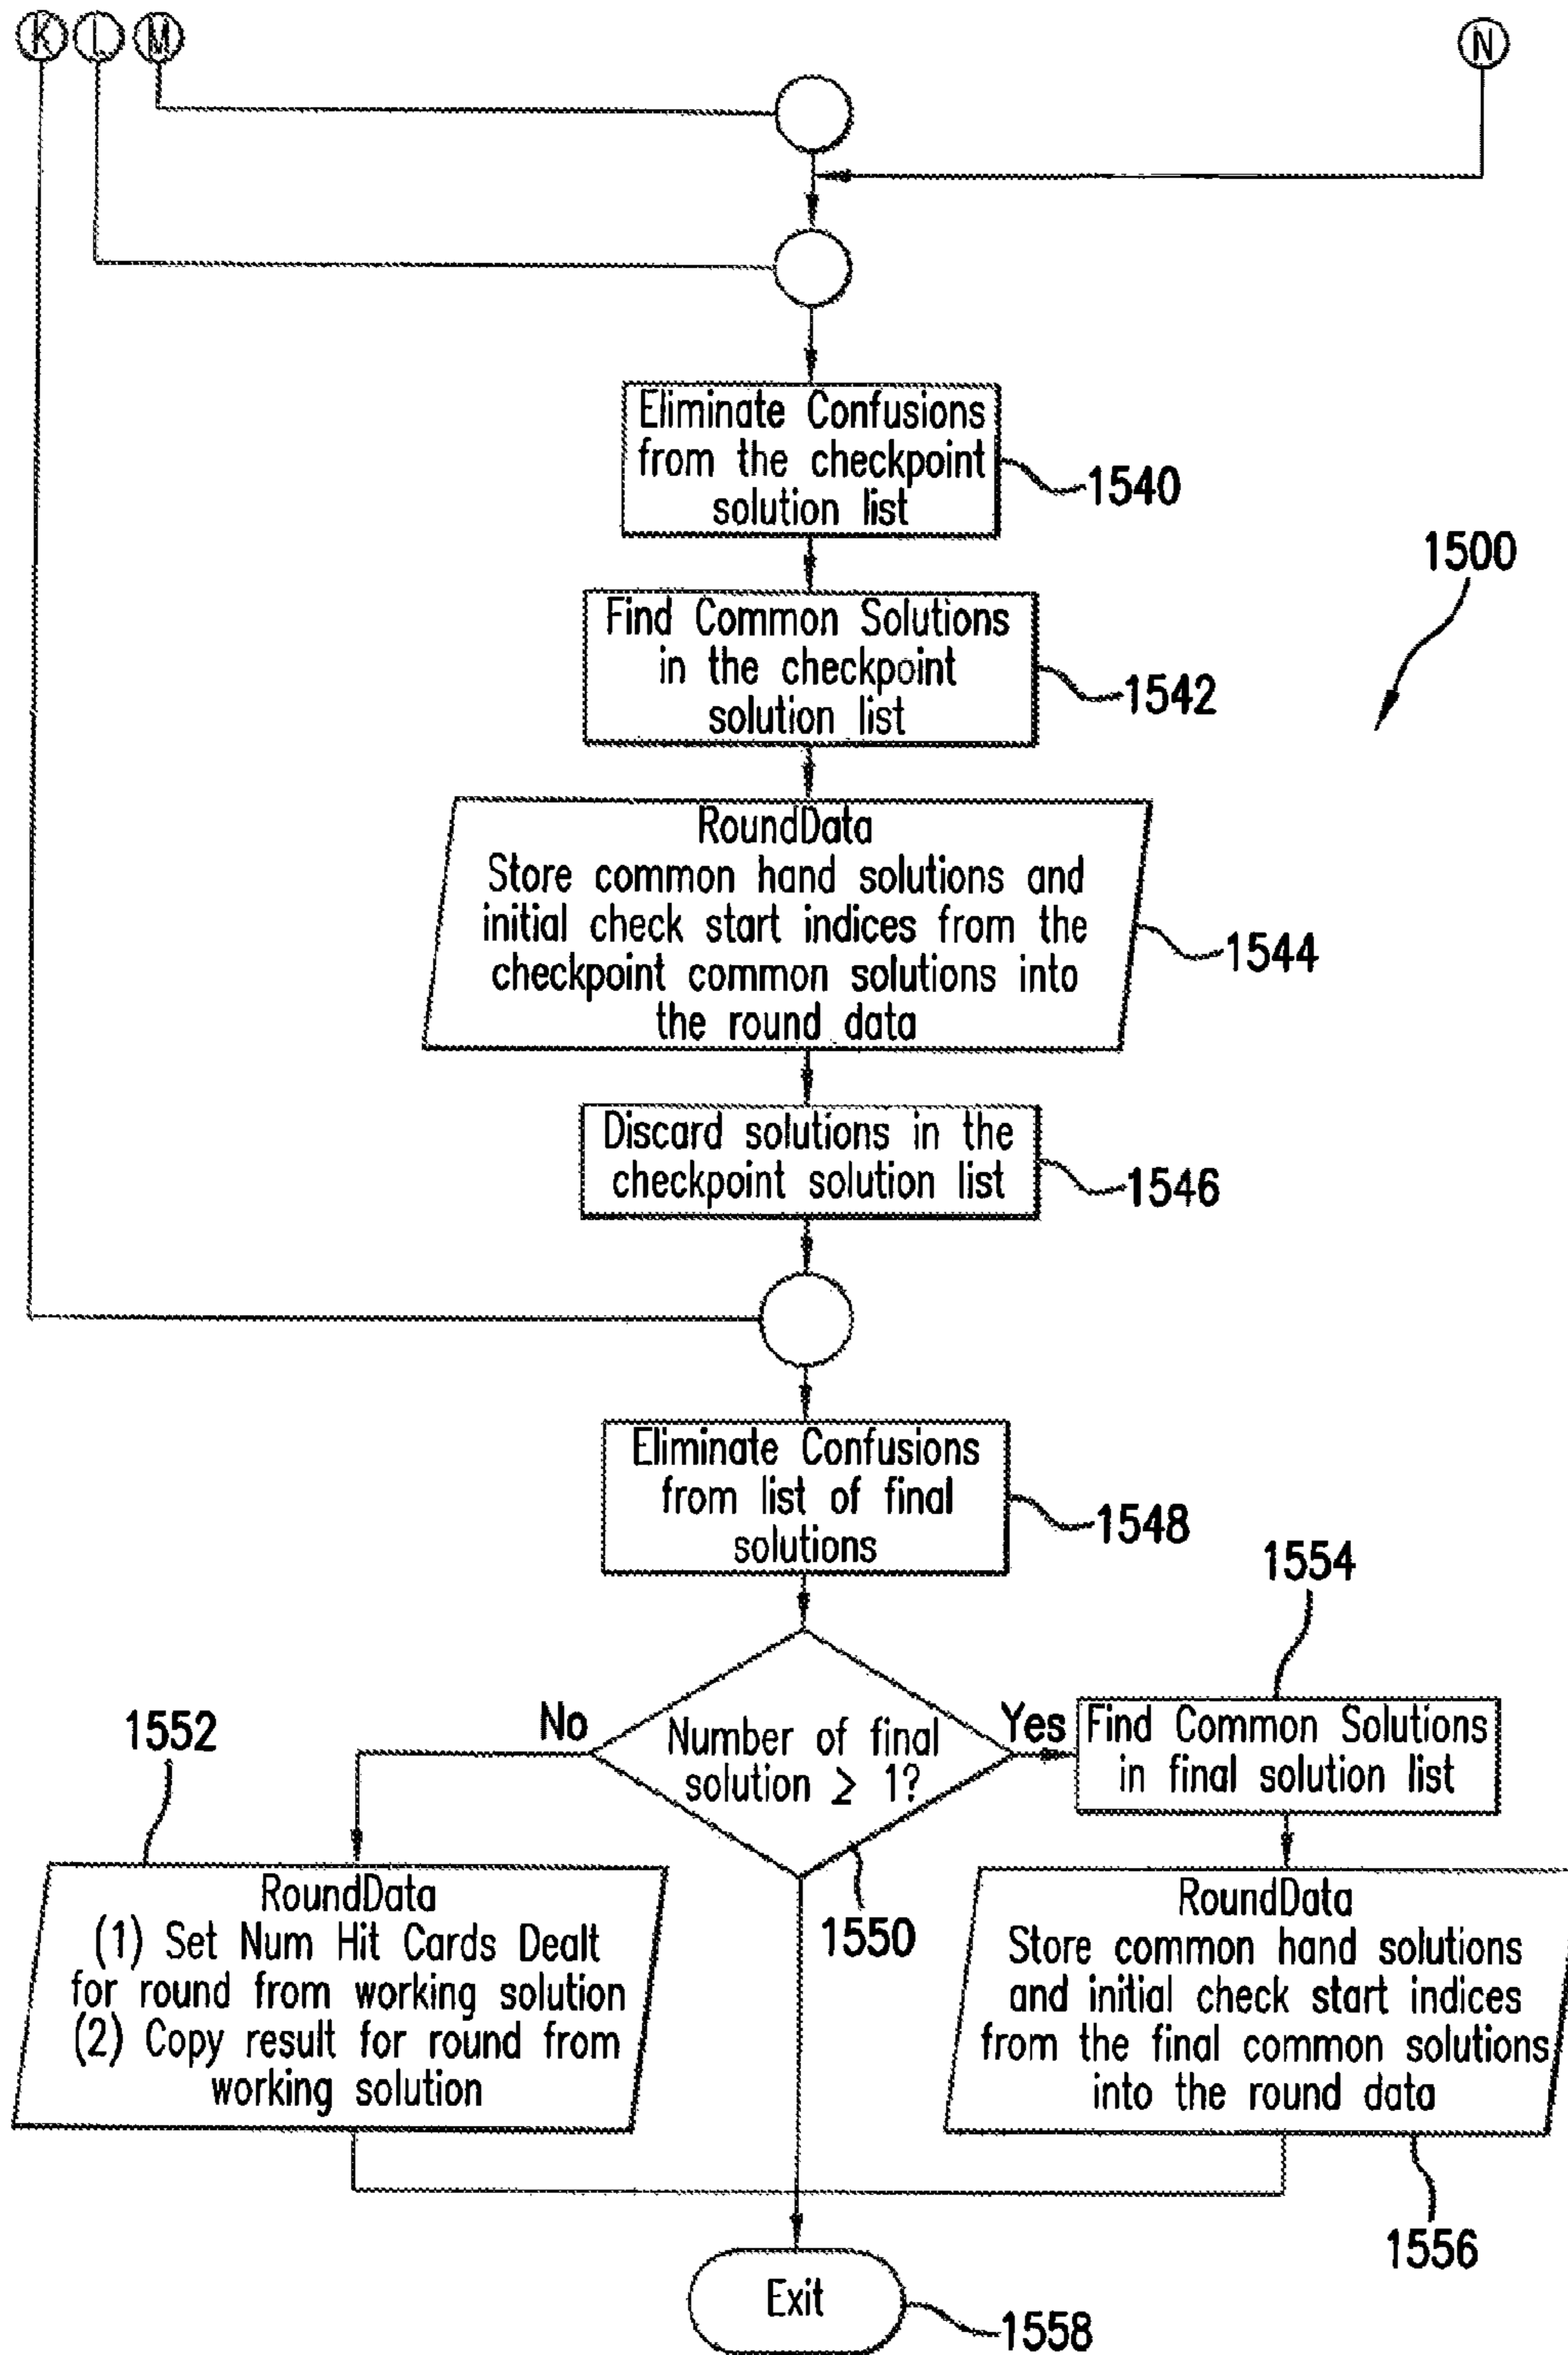 K L M N
Eliminate Confusions
from the checkpoint
solution list
1540
1500
Find Common Solutions
in the checkpoint
solution list
1542
RoundData
Store common hand solutions and
initial check start indices from the
checkpoint common solutions into
the round data
1544
Discard solutions in the
checkpoint solution list
1546
Eliminate Confusions
from list of final
solutions
1548
1554
1552
No
Number of final
solution ≥ 1?
Yes
Find Common Solutions
in final solution list
1550
RoundData
(1) Set Num Hit Cards Dealt
for round from working solution
(2) Copy result for round from
working solution
RoundData
Store common hand solutions
and initial check start indices
from the final common solutions
into the round data
1556
Exit
1558